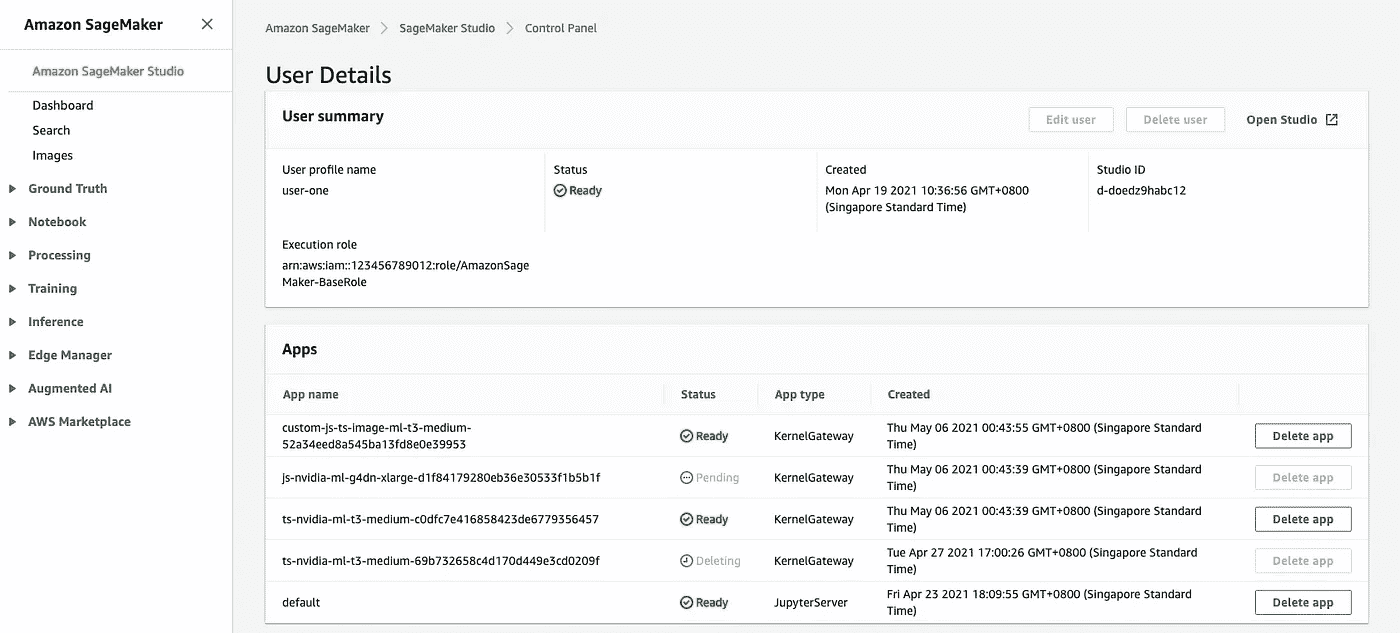 Amazon SageMaker
Amazon SageMaker Studio
Dashboard
Search
Images
Ground Truth
Notebook
Processing
Training
Inference
Edge Manager
Augmented AI
AWS Marketplace
Amazon SageMaker SageMaker Studio Control Panel
User Details
User summary Edit user Delete user Open Studio
User profile name Status Created Studio ID
user-one Ready Mon Apr 19 2021 10:36:56 GMT+0800 d-doedz9habc12
(Singapore Standard Time)
Execution role
arn:aws:iam::123456789012:role/AmazonSage
Maker-BaseRole
Apps
App name Status App type Created
custom-js-ts-image-ml-t3-medium-
52a34eed8a545ba13fd8e0e39953 Ready KernelGateway Thu May 06 2021 00:43:55 GMT+0800 (Singapore Standard
Time) Delete app
js-nvidia-ml-g4dn-xlarge-d1f84179280eb36e30533f1b5b1f Pending KernelGateway Thu May 06 2021 00:43:39 GMT+0800 (Singapore Standard
Time) Delete app
ts-nvidia-ml-t3-medium-c0dfc7e416858423de6779356457 Ready KernelGateway Thu May 06 2021 00:43:39 GMT+0800 (Singapore Standard
Time) Delete app
ts-nvidia-ml-t3-medium-69b732658c4d170d449e3cd0209f Deleting KernelGateway Tue Apr 27 2021 17:00:26 GMT+0800 (Singapore Standard
Time) Delete app
default Ready JupyterServer Fri Apr 23 2021 18:09:55 GMT+0800 (Singapore Standard
Time) Delete app